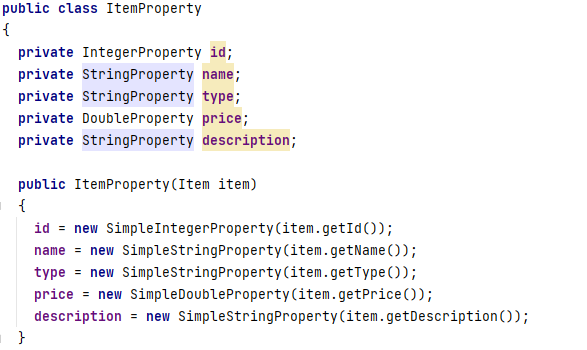 public class ItemProperty
{
  private IntegerProperty id;
  private StringProperty name;
  private StringProperty type;
  private DoubleProperty price;
  private StringProperty description;

  public ItemProperty(Item item)
  {
    id = new SimpleIntegerProperty(item.getId());
    name = new SimpleStringProperty(item.getName());
    type = new SimpleStringProperty(item.getType());
    price = new SimpleDoubleProperty(item.getPrice());
    description = new SimpleStringProperty(item.getDescription());
  }